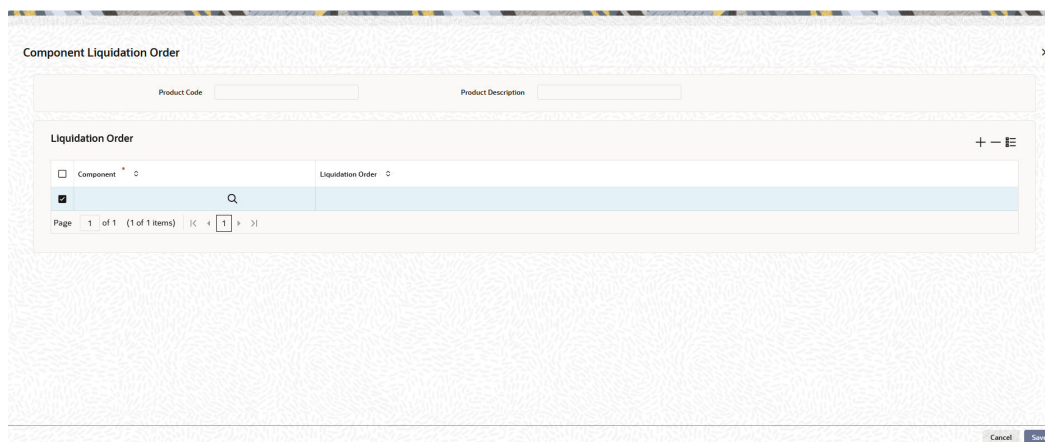 Component Liquidation Order
Product Code Product Description
Liquidation Order
Component * Liquidation Order
Page 1 of 1 (1 of 1 items) 1
Cancel Save